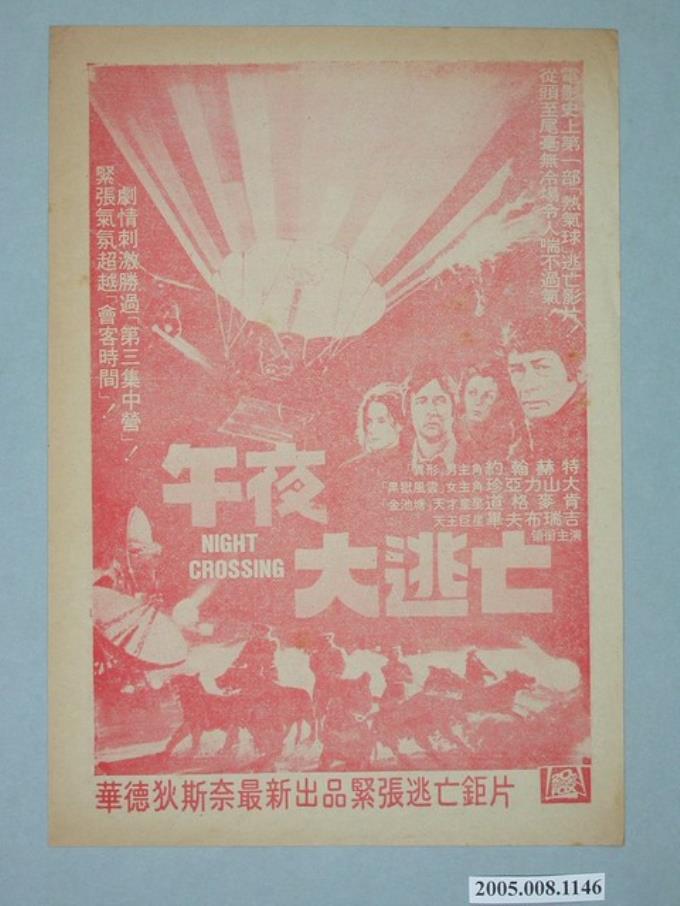 電影史上第一部「熱氣球」逃亡影片
從頭至尾毫無冷場令人喘不過氣
劇情刺激勝過「第三集中營」！
緊張氣氛超越「會客時間」！
「異形」男主角 約翰赫特
「黑獄風雲」女主角 珍亞力山大
「金池塘」天才童星 道格麥肯
天王巨星 畢夫布瑞吉
領銜主演
午夜
大逃亡
NIGHT
CROSSING
華德狄斯奈最新出品緊張逃亡鉅片
FOX
2005.008.1146